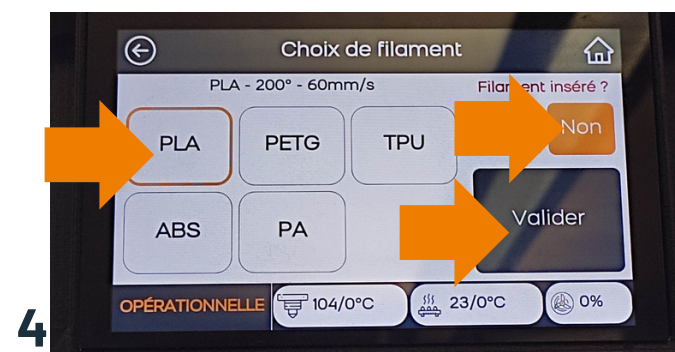 Choix de filament
PLA - 200° - 60mm/s
Filament inséré ?
PLA
PETG
TPU
Non
ABS
PA
Valider
OPÉRATIONNELLE
104/0°C
23/0°C
0%
4